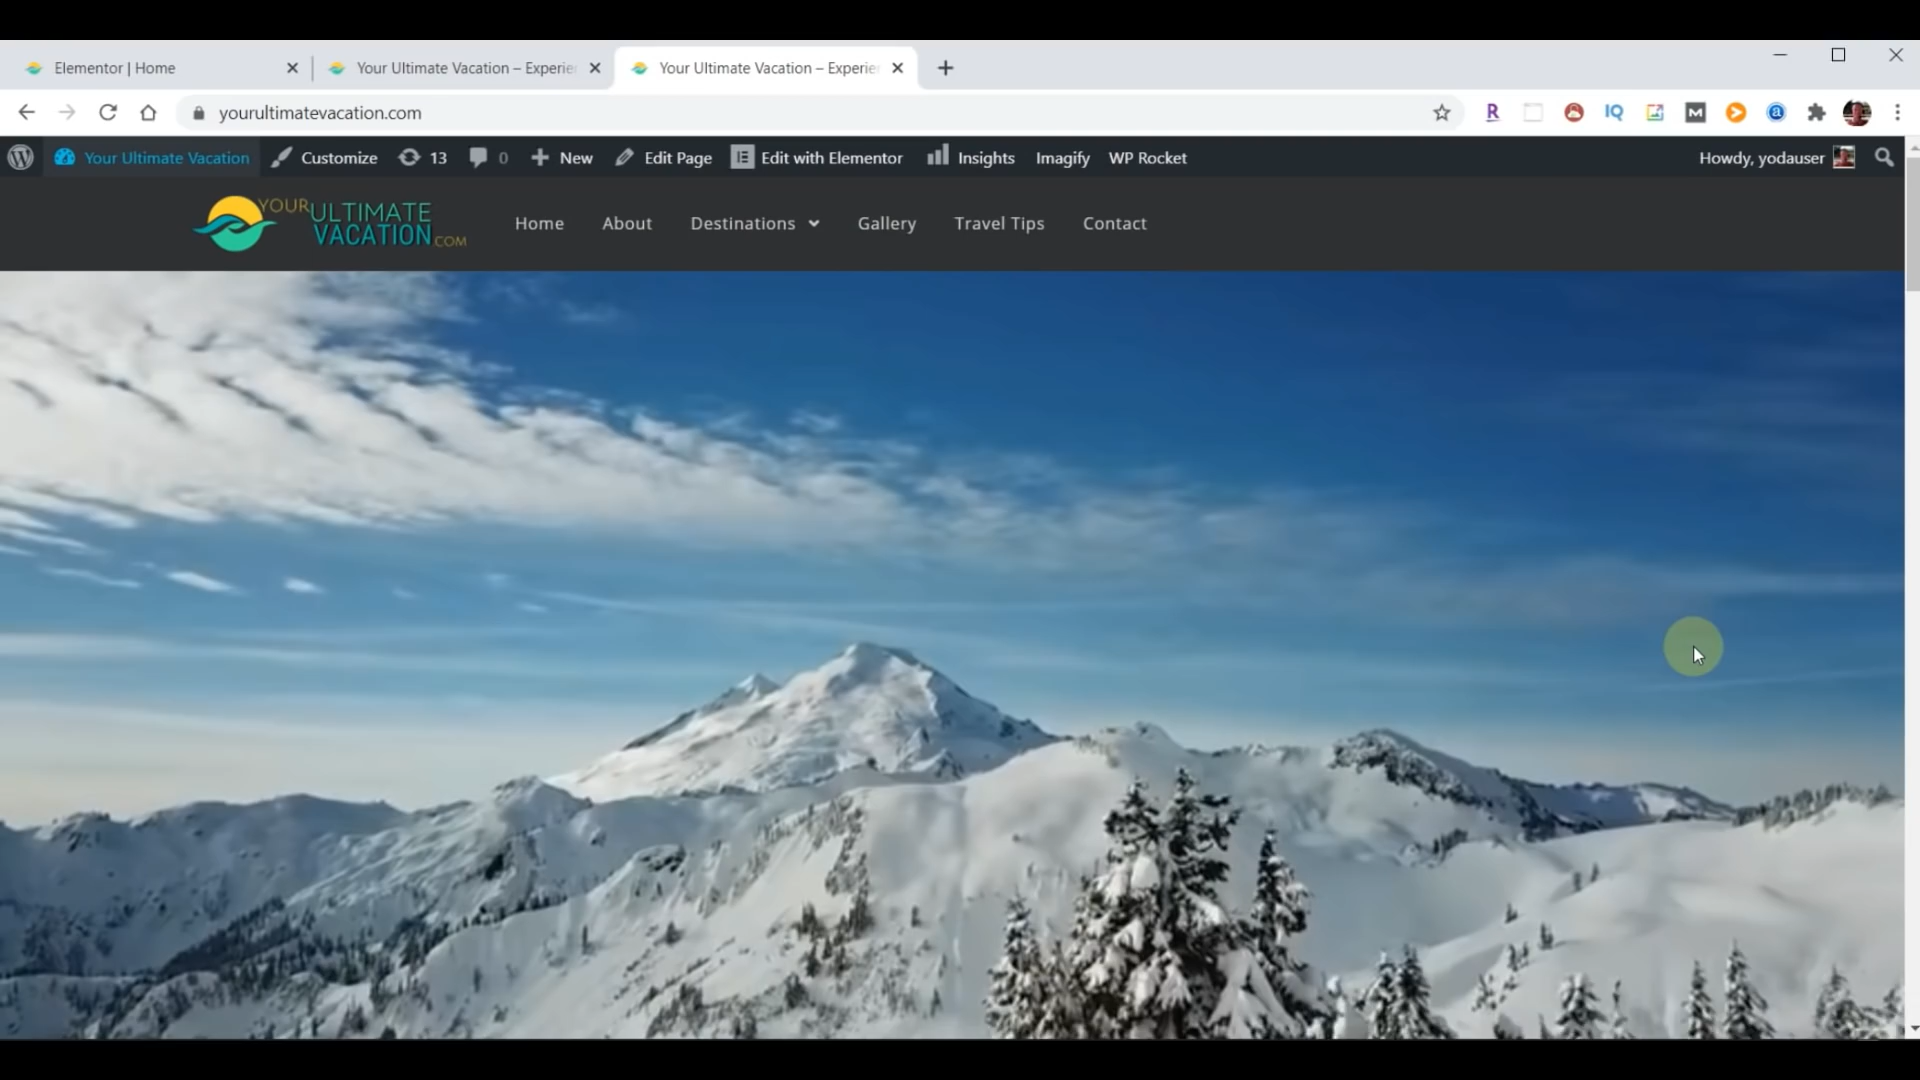 Elementor | Home
Your Ultimate Vacation – Experie
Your Ultimate Vacation – Experie
yourultimatevacation.com
R IQ M a
Your Ultimate Vacation Customize 13 0 New Edit Page Edit with Elementor Insights Imagify WP Rocket Howdy, yodauser
YOUR ULTIMATE VACATION .COM
Home About Destinations Gallery Travel Tips Contact